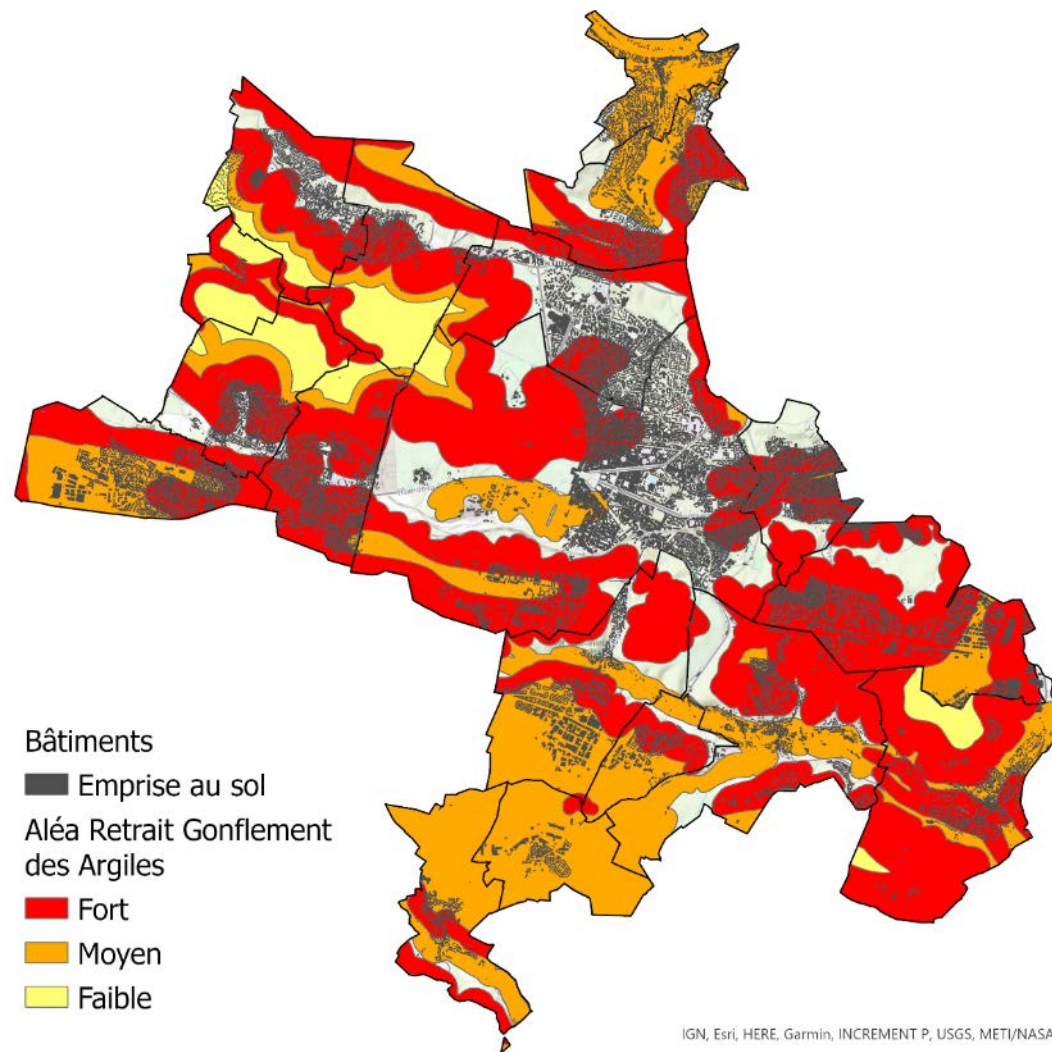 Bâtiments
Emprise au sol
Aléa Retrait Gonflement
des Argiles
Fort
Moyen
Faible
IGN, Esri, HERE, Garmin, INCREMENT P, USGS, METI/NASA